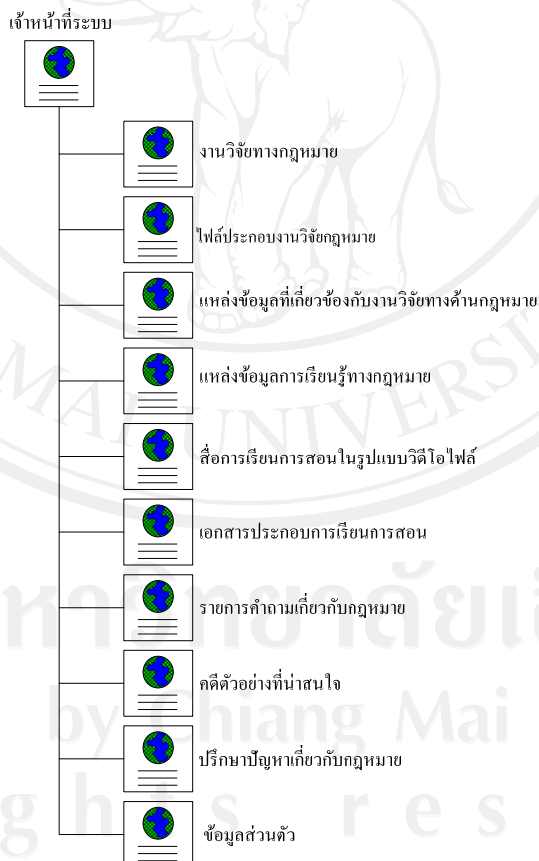 เจ้าหน้าที่ระบบ
งานวิจัยทางกฎหมาย
ไฟล์ประกอบงานวิจัยกฎหมาย
แหล่งข้อมูลที่เกี่ยวข้องกับงานวิจัยทางด้านกฎหมาย
แหล่งข้อมูลการเรียนรู้ทางกฎหมาย
MAI UNIVERSI
สื่อการเรียนการสอนในรูปแบบวิดีโอไฟล์
เอกสารประกอบการเรียนการสอน
รายการคำถามเกี่ยวกับกฎหมาย
คดีตัวอย่างที่น่าสนใจ
by Chiang Mai
ปรึกษาปัญหาเกี่ยวกับกฎหมาย
ghts res
ข้อมูลส่วนตัว